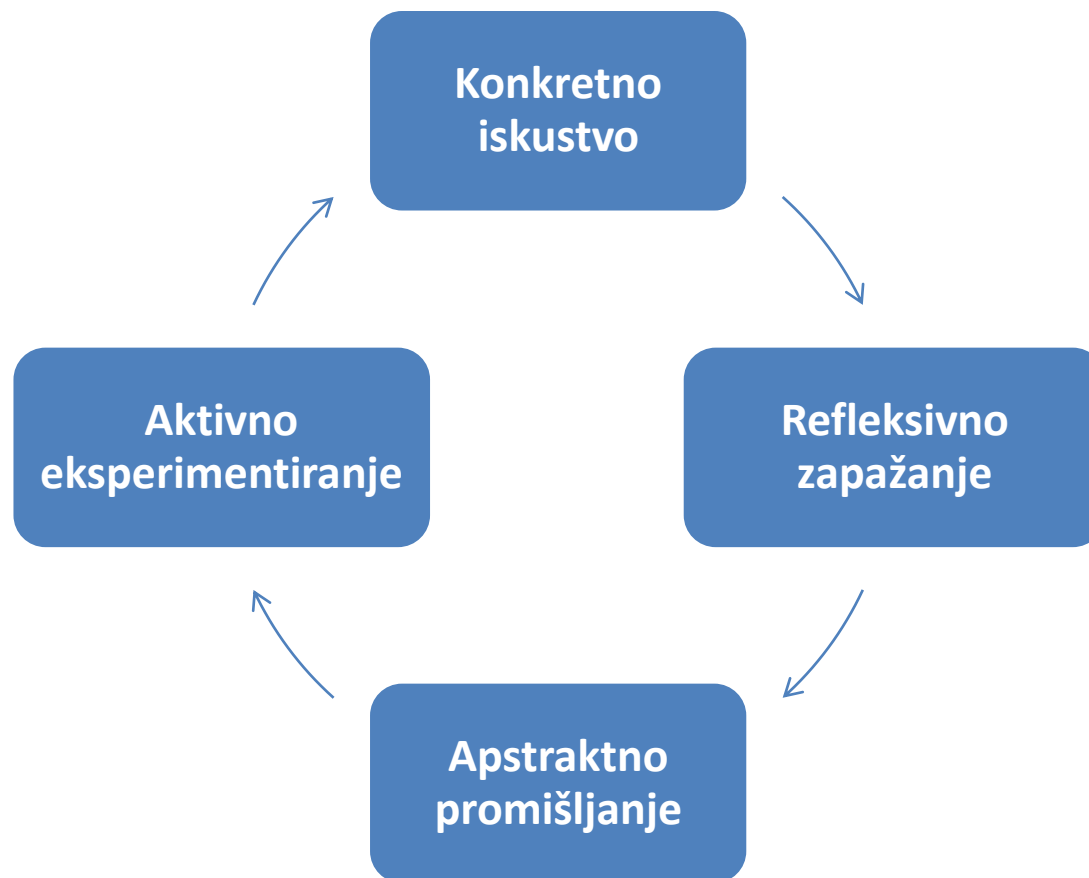 Konkretno
iskustvo
Aktivno
eksperimentiranje
Refleksivno
zapažanje
Apstraktno
promišljanje